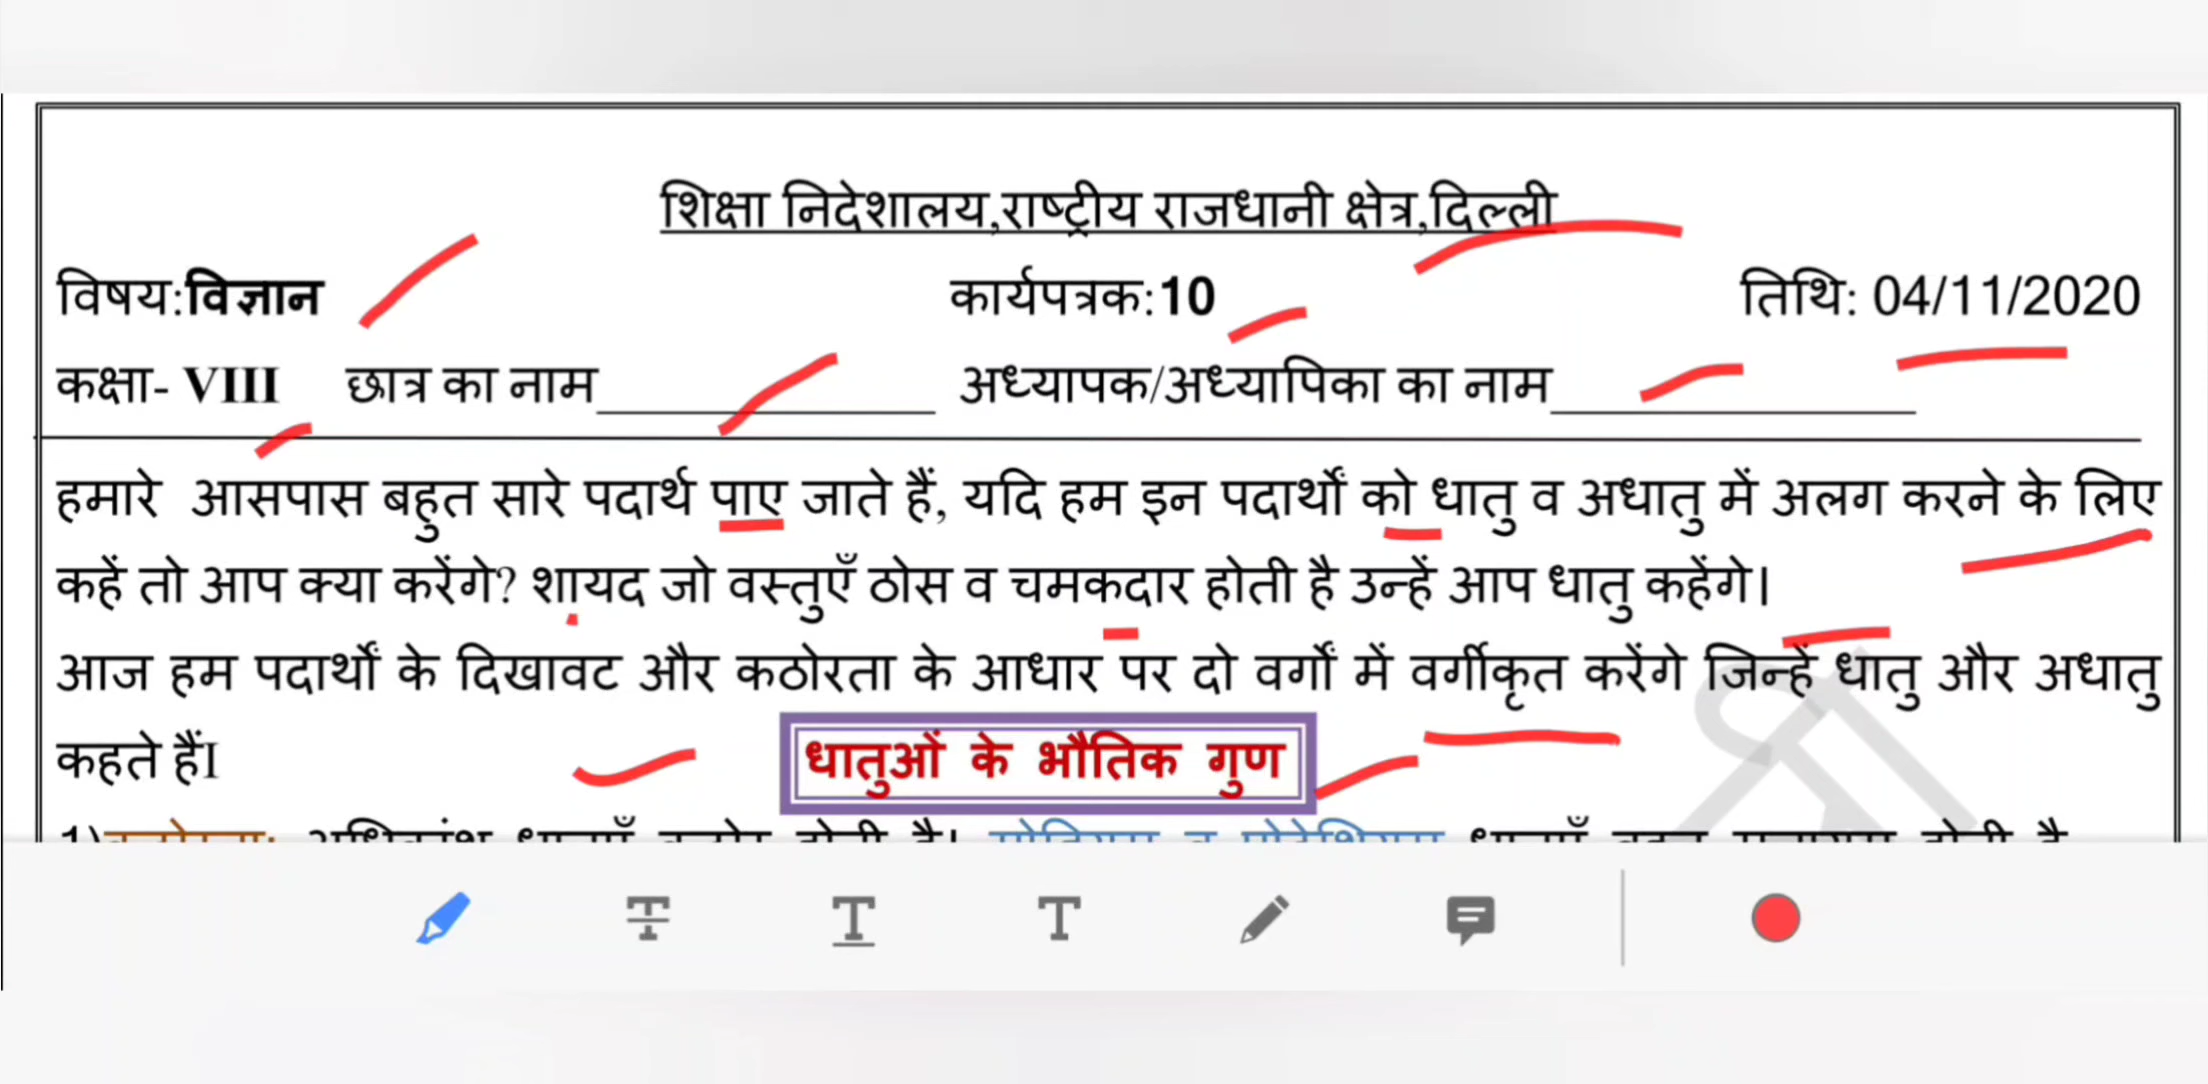 शिक्षा निदेशालय,राष्ट्रीय राजधानी क्षेत्र,दिल्ली
विषय:विज्ञान कार्यपत्रक:10 तिथि: 04/11/2020
कक्षा- VIII छात्र का नाम____________ अध्यापक/अध्यापिका का नाम____________
हमारे आसपास बहुत सारे पदार्थ पाए जाते हैं, यदि हम इन पदार्थों को धातु व अधातु में अलग करने के लिए
कहें तो आप क्या करेंगे? शायद जो वस्तुएँ ठोस व चमकदार होती है उन्हें आप धातु कहेंगे।
आज हम पदार्थों के दिखावट और कठोरता के आधार पर दो वर्गों में वर्गीकृत करेंगे जिन्हें धातु और अधातु
कहते हैंI
धातुओं के भौतिक गुण